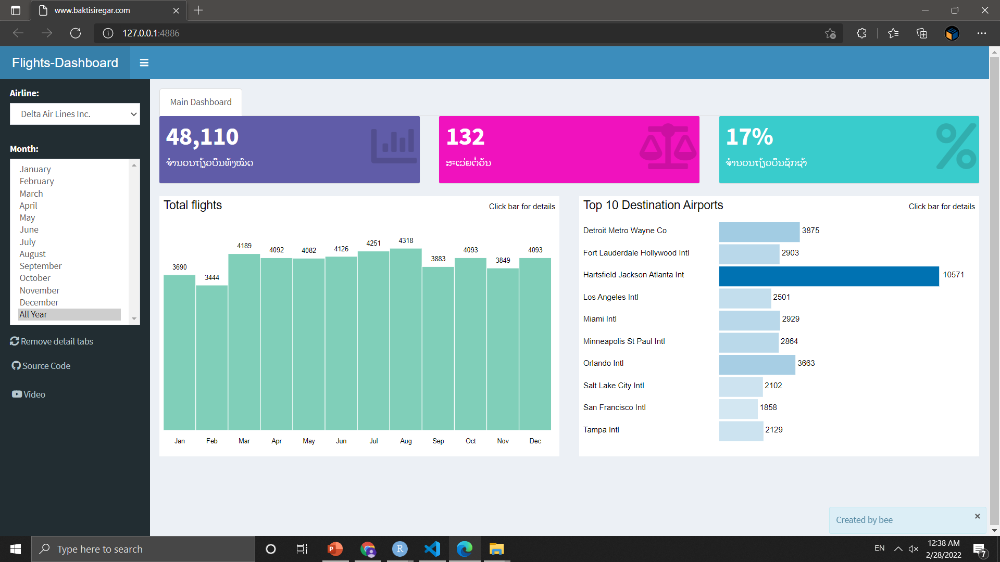 www.baktisiregar.com
127.0.0.1:4886
Flights-Dashboard
Airline:
Delta Air Lines Inc.
Month:
January
February
March
April
May
June
July
August
September
October
November
December
All Year
Remove detail tabs
Source Code
Video
Main Dashboard
48,110
ຈຳນວນຖ້ຽວບິນທັງໝົດ
132
ສະເລ່ຍຕໍ່ວັນ
17%
ຈຳນວນຖ້ຽວບິນຊັກຊ້າ
Total flights
Click bar for details
3690
3444
4189
4092
4082
4126
4251
4318
3883
4093
3849
4093
Jan
Feb
Mar
Apr
May
Jun
Jul
Aug
Sep
Oct
Nov
Dec
Top 10 Destination Airports
Click bar for details
Detroit Metro Wayne Co 3875
Fort Lauderdale Hollywood Intl 2903
Hartsfield Jackson Atlanta Int 10571
Los Angeles Intl 2501
Miami Intl 2929
Minneapolis St Paul Intl 2864
Orlando Intl 3663
Salt Lake City Intl 2102
San Francisco Intl 1858
Tampa Intl 2129
Created by bee
Type here to search
EN
12:38 AM
2/28/2022
7